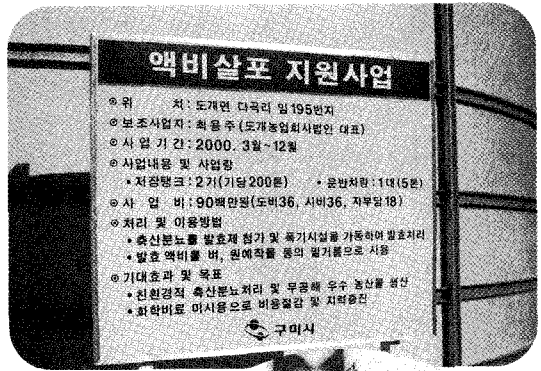 액비살포 지원사업
⊙위 치: 도개면 다곡리 임195번지
⊙보조사업자: 최용주(도개농업회사법인 대표)
⊙사업기간: 2000. 3월~12월
⊙사업내용 및 사업량
•저장탱크: 2기(기당200톤) •운반차량: 1대(5톤)
⊙사 업 비: 90백만원(도비36, 시비36, 자부담18)
⊙처리 및 이용방법
•축산분뇨를 발효제 첨가 및 폭기시설을 가동하여 발효처리
•발효 액비를 벼, 원예작물 등의 밑거름으로 시용
⊙기대효과 및 목표
•친환경적 축산분뇨처리 및 무공해 우수 농산물 생산
•화학비료 미시용으로 비용절감 및 지력증진
구미시